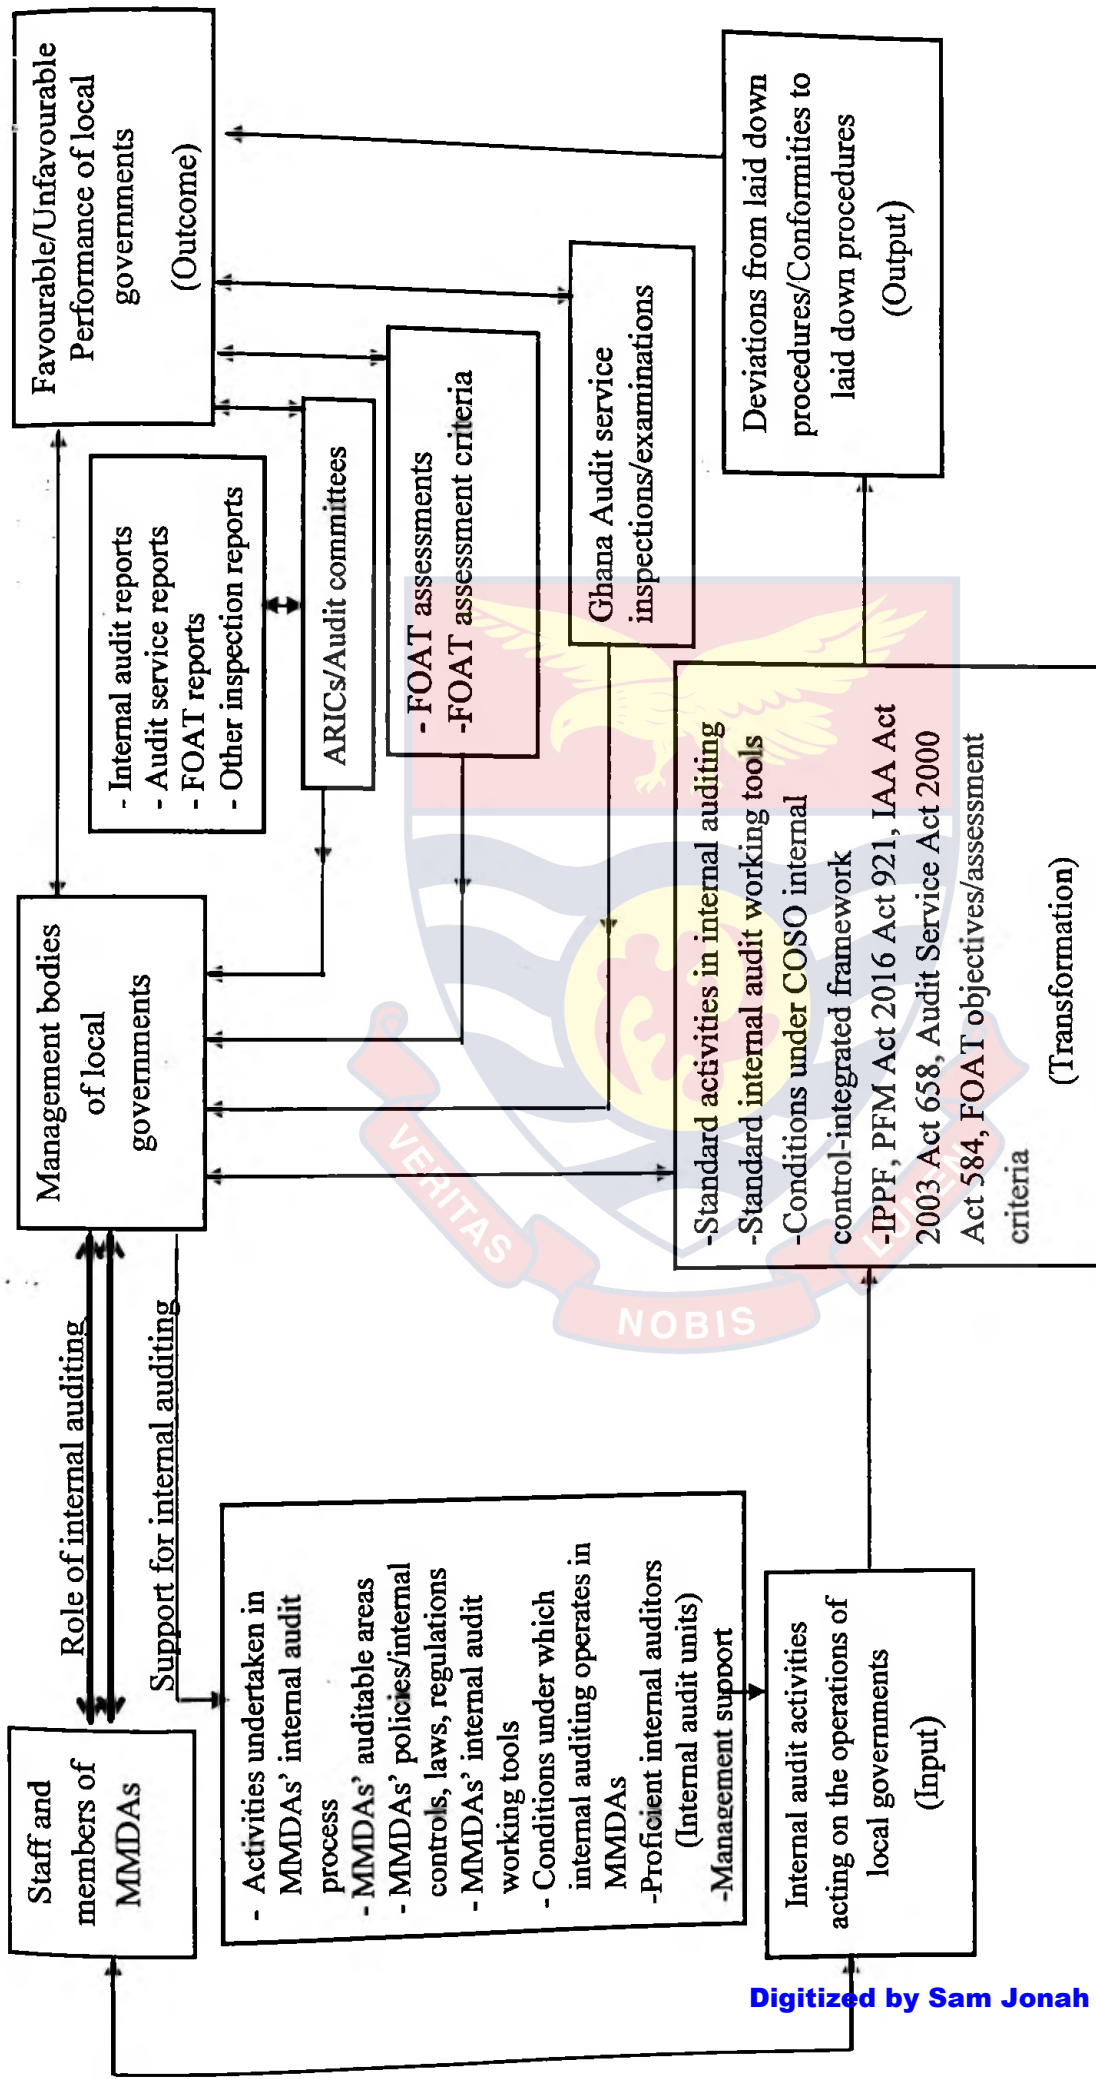 Staff and
members of
MMDAs
Role of internal auditing
Support for internal auditing
Management bodies
of local
governments
Favourable/Unfavourable
Performance of local
governments
(Outcome)
- Internal audit reports
- Audit service reports
- FOAT reports
- Other inspection reports
ARICs/Audit committees
- FOAT assessments
-FOAT assessment criteria
Ghana Audit service
inspections/examinations
- Activities undertaken in
MMDAs’ internal audit
process
- MMDAs’ auditable areas
- MMDAs’ policies/internal
controls, laws, regulations
- MMDAs’ internal audit
working tools
- Conditions under which
internal auditing operates in
MMDAs
-Proficient internal auditors
(Internal audit units)
-Management support
Internal audit activities
acting on the operations of
local governments
(Input)
-Standard activities in internal auditing
-Standard internal audit working tools
-Conditions under COSO internal
control-integrated framework
-IPPF, PFM Act 2016 Act 921, IAA Act
2003 Act 658, Audit Service Act 2000
Act 584, FOAT objectives/assessment
criteria
(Transformation)
Deviations from laid down
procedures/Conformities to
laid down procedures
(Output)
VERITAS
NOBIS
LUMEN
Digitized by Sam Jonah